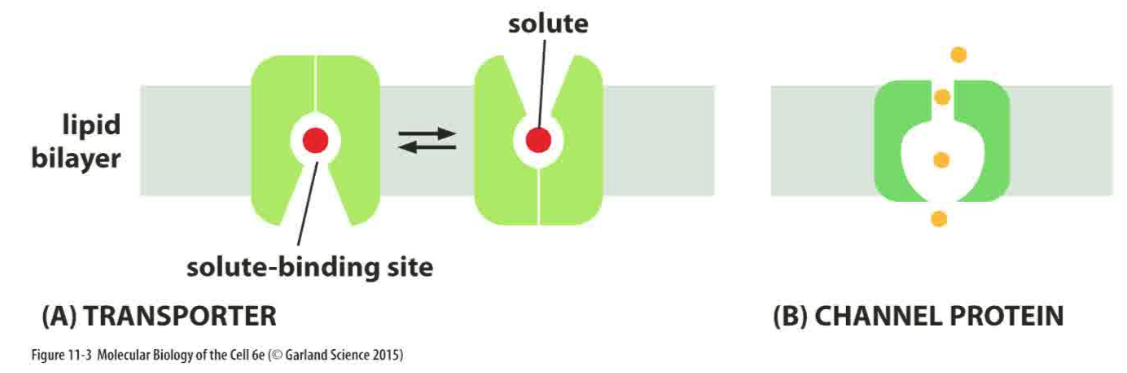 solute
lipid
bilayer
solute-binding site
(A) TRANSPORTER
(B) CHANNEL PROTEIN
Figure 11-3 Molecular Biology of the Cell 6e (© Garland Science 2015)